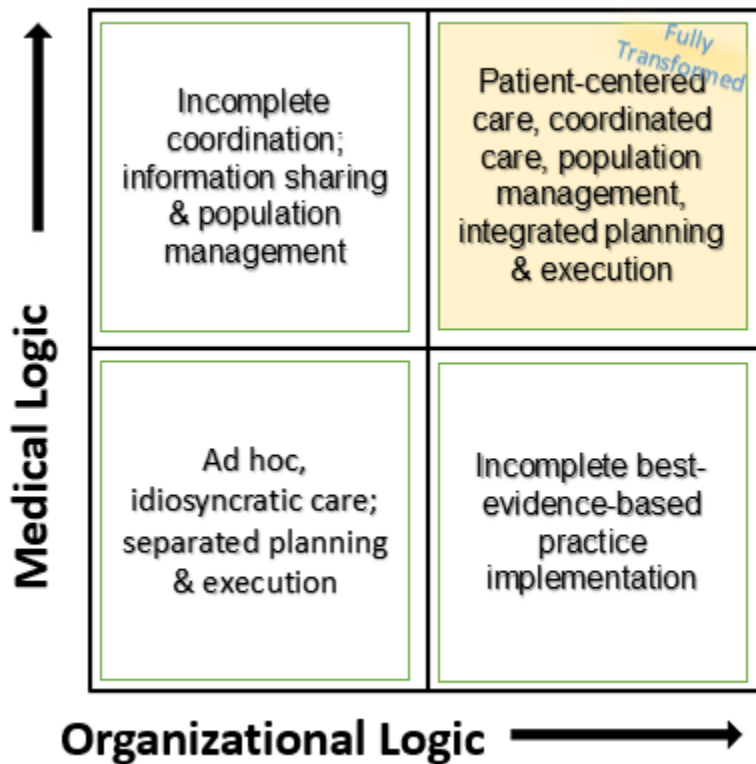 Incomplete
coordination;
information sharing
& population
management
Fully
Transformed
Patient-centered
care, coordinated
care, population
management,
integrated planning
& execution
Medical Logic
Ad hoc,
idiosyncratic care;
separated planning
& execution
Incomplete best-
evidence-based
practice
implementation
Organizational Logic